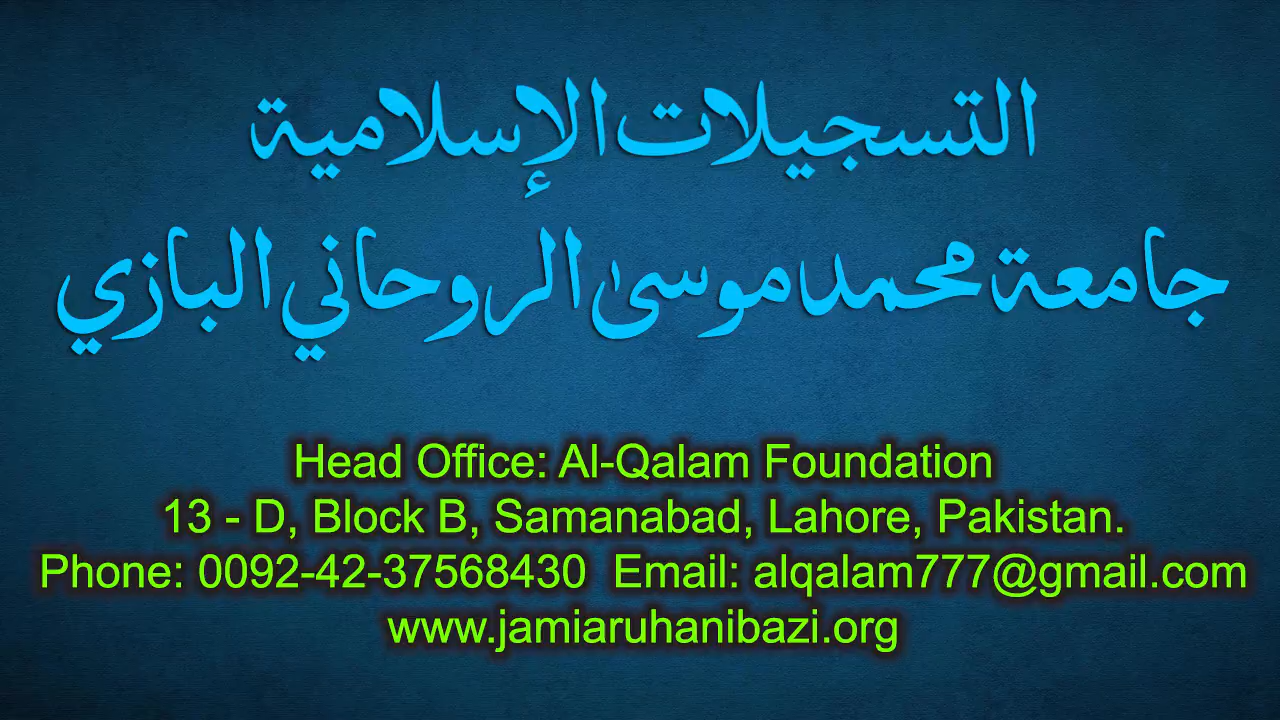 التسجيلات الإسلامية
جامعة محمد موسىٰ الروحاني البازي
Head Office: Al-Qalam Foundation
13 - D, Block B, Samanabad, Lahore, Pakistan.
Phone: 0092-42-37568430  Email: alqalam777@gmail.com
www.jamiaruhanibazi.org